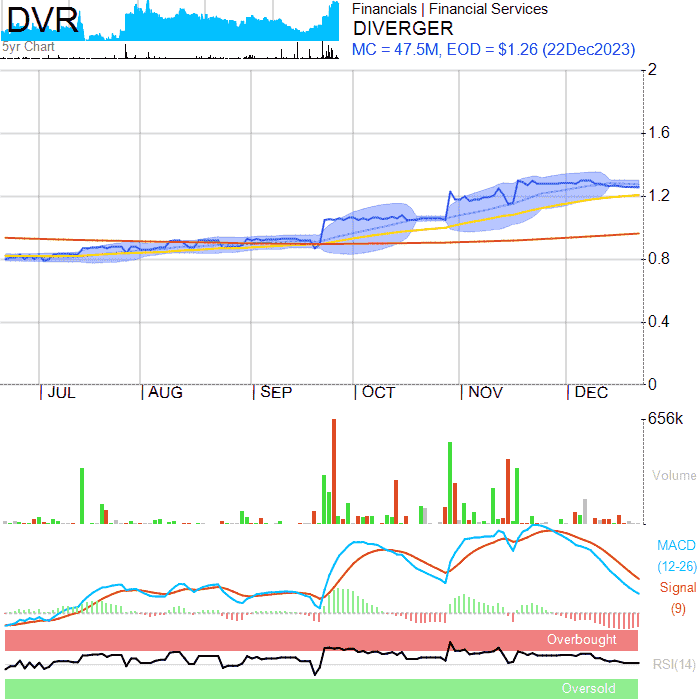 DVR
5yr Chart
Financials | Financial Services
DIVERGER
MC = 47.5M, EOD = $1.26 (22Dec2023)
2
1.6
1.2
0.8
0.4
0
JUL AUG SEP OCT NOV DEC
656k
Volume
MACD
(12-26)
Signal
(9)
Overbought
RSI(14)
Oversold